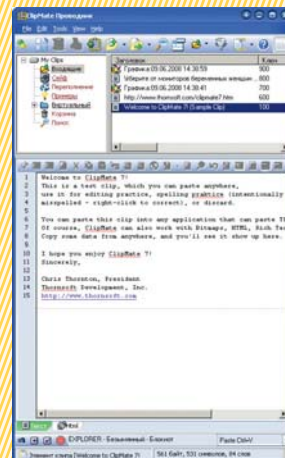 ClipMate Проводник
File Edit Tools View Help
My Clips
Входящие
Сейф
Переполнение
Примеры
Виртуальный
Корзина
Поиск
Заголовок
Графика 09.06.2008 14:38:59 900
Уберите от мониторов беременных женщин 800
Графика 09.06.2008 14:38:41 700
600
Welcome to ClipMate 7! (Sample Clip) 100
1 Welcome to ClipMate 7!
2 This is a test clip, which you can paste anywhere,
3 use it for editing practice, spelling praktice (intentionally
4 misspelled - right-click to correct), or discard.
5
6 You can paste this clip into any application that can paste
7 Of course, ClipMate can also work with Bitmaps, HTML, Rich
8 Copy some data from anywhere, and you'll see it show up here.
9
10 I hope you enjoy ClipMate 7!
11 Sincerely,
12
13 Chris Thornton, President
14 Thornsoft Development, Inc.
15 http://www.thornsoft.com
Text Html
EXPLORER - Безымянный - Блокнот Paste Ctrl+V
Элемент клипа [Welcome to ClipMate 7! 561 байт, 531 символов, 84 слов